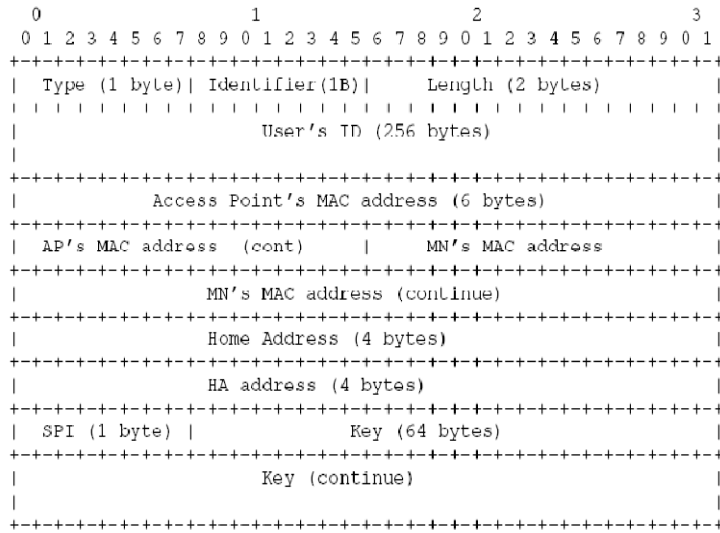 0 1 2 3
0 1 2 3 4 5 6 7 8 9 0 1 2 3 4 5 6 7 8 9 0 1 2 3 4 5 6 7 8 9 0 1
+-+-+-+-+-+-+-+-+-+-+-+-+-+-+-+-+-+-+-+-+-+-+-+-+-+-+-+-+-+-+-+-+
| Type (1 byte)| Identifier(1B)| Length (2 bytes) |
| | | | | | | | | | | | | | | | | | | | | | | | | | | | | | | | |
| User's ID (256 bytes) |
| |
+-+-+-+-+-+-+-+-+-+-+-+-+-+-+-+-+-+-+-+-+-+-+-+-+-+-+-+-+-+-+-+-+
| Access Point's MAC address (6 bytes) |
+-+-+-+-+-+-+-+-+-+-+-+-+-+-+-+-+-+-+-+-+-+-+-+-+-+-+-+-+-+-+-+-+
| AP's MAC address (cont) | MN's MAC address |
+-+-+-+-+-+-+-+-+-+-+-+-+-+-+-+-+-+-+-+-+-+-+-+-+-+-+-+-+-+-+-+-+
| MN's MAC address (continue) |
+-+-+-+-+-+-+-+-+-+-+-+-+-+-+-+-+-+-+-+-+-+-+-+-+-+-+-+-+-+-+-+-+
| Home Address (4 bytes) |
+-+-+-+-+-+-+-+-+-+-+-+-+-+-+-+-+-+-+-+-+-+-+-+-+-+-+-+-+-+-+-+-+
| HA address (4 bytes) |
+-+-+-+-+-+-+-+-+-+-+-+-+-+-+-+-+-+-+-+-+-+-+-+-+-+-+-+-+-+-+-+-+
| SPI (1 byte) | Key (64 bytes) |
+-+-+-+-+-+-+-+-+-+-+-+-+-+-+-+-+-+-+-+-+-+-+-+-+-+-+-+-+-+-+-+-+
| Key (continue) |
| |
+-+-+-+-+-+-+-+-+-+-+-+-+-+-+-+-+-+-+-+-+-+-+-+-+-+-+-+-+-+-+-+-+